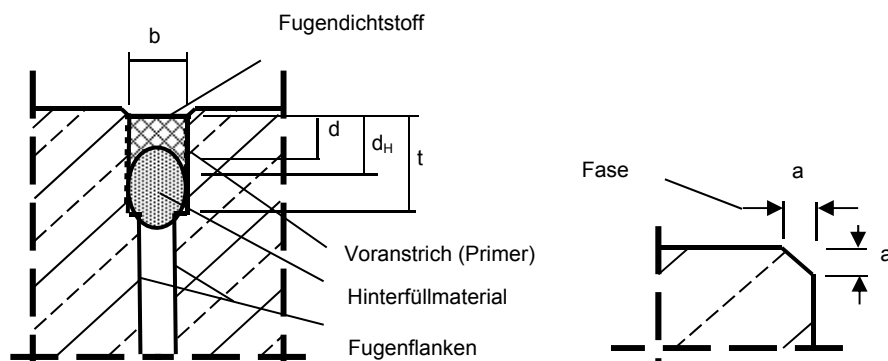 Fugendichtstoff
b
d
d_H
t
Voranstrich (Primer)
Hinterfüllmaterial
Fugenflanken
Fase
a
a